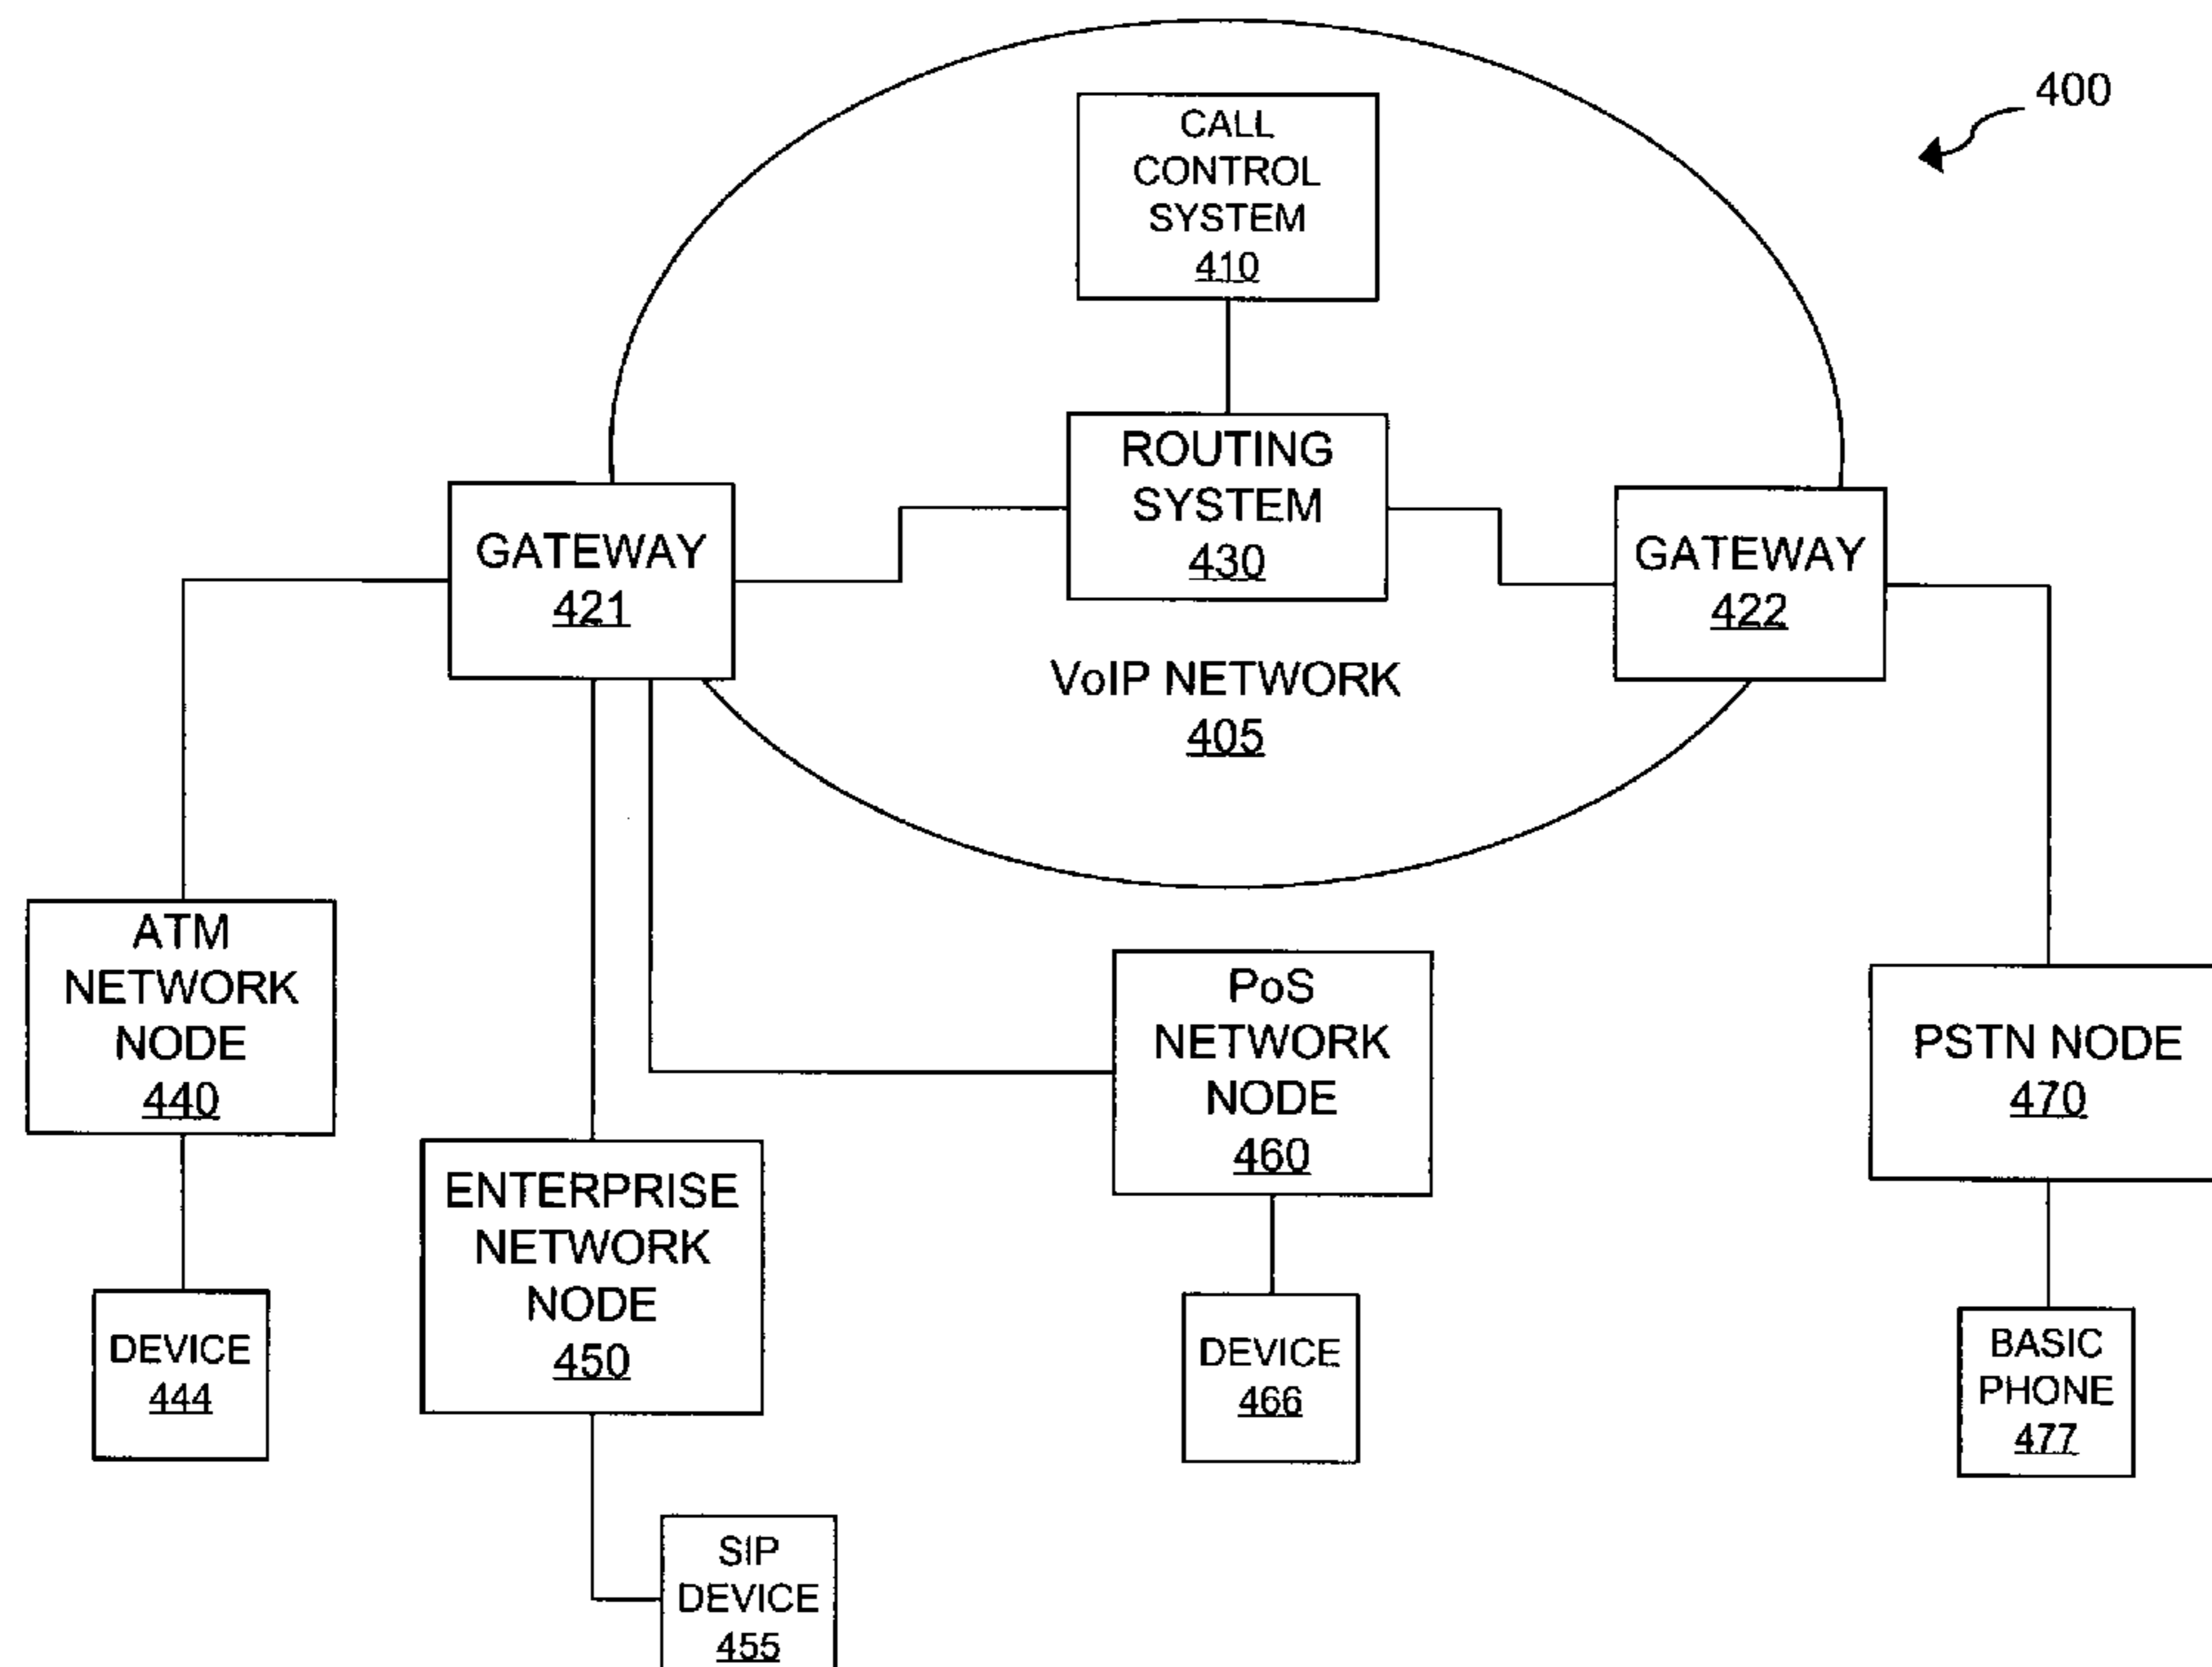 400
CALL
CONTROL
SYSTEM
410
ROUTING
SYSTEM
430
GATEWAY
421
GATEWAY
422
VoIP NETWORK
405
ATM
NETWORK
NODE
440
PoS
NETWORK
NODE
460
PSTN NODE
470
ENTERPRISE
NETWORK
NODE
450
DEVICE
444
DEVICE
466
BASIC
PHONE
477
SIP
DEVICE
455